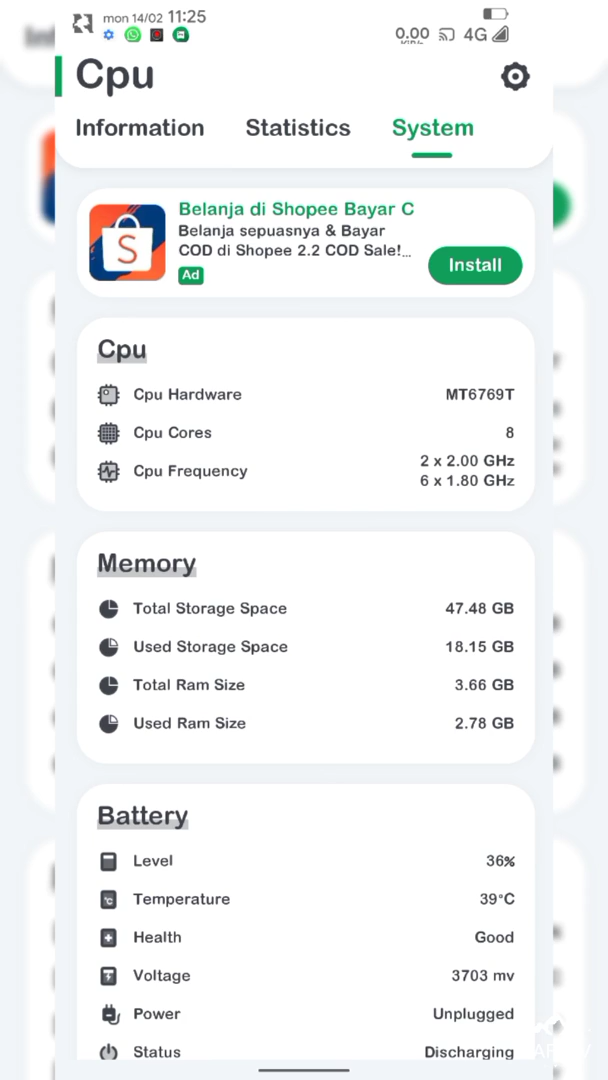 mon 14/02 11:25
0.00
4G
Cpu
Information Statistics System
Belanja di Shopee Bayar C
Belanja sepuasnya & Bayar
COD di Shopee 2.2 COD Sale!...
Ad
Install
Cpu
Cpu Hardware MT6769T
Cpu Cores 8
Cpu Frequency 2 x 2.00 GHz
6 x 1.80 GHz
Memory
Total Storage Space 47.48 GB
Used Storage Space 18.15 GB
Total Ram Size 3.66 GB
Used Ram Size 2.78 GB
Battery
Level 36%
Temperature 39°C
Health Good
Voltage 3703 mv
Power Unplugged
Status Discharging